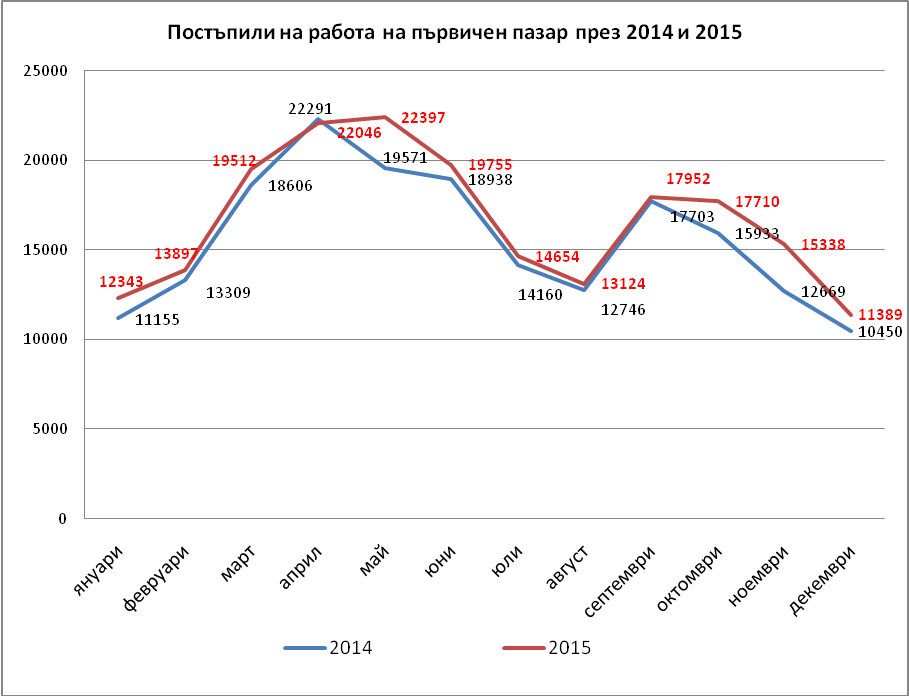 Постъпили на работа на първичен пазар през 2014 и 2015
25000
20000
15000
10000
5000
0
12343
13897
19512
22046
22397
19755
14654
13124
17952
17710
15338
11389
11155
13309
18606
22291
19571
18938
14160
12746
17703
15933
12669
10450
януари
февруари
март
април
май
юни
юли
август
септември
октомври
ноември
декември
2014
2015